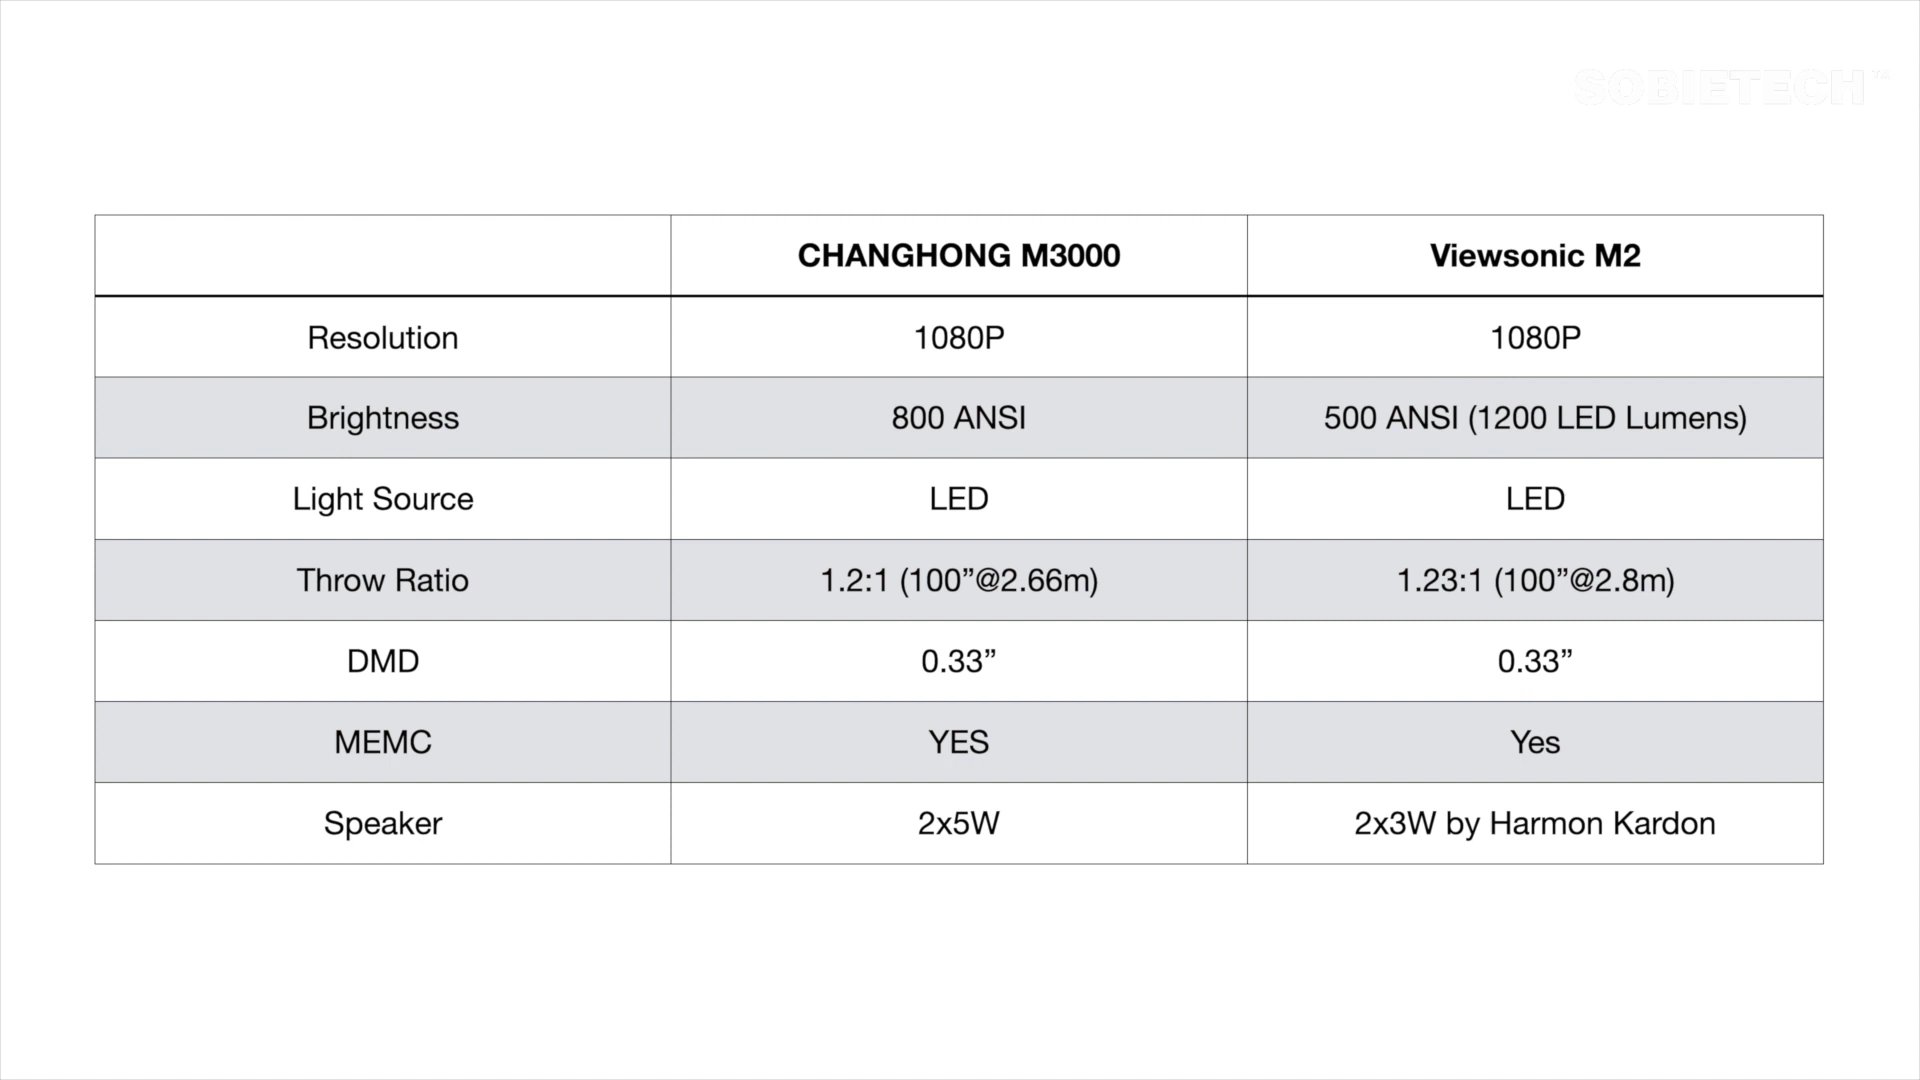 SOBIETECH™
CHANGHONG M3000 Viewsonic M2
Resolution 1080P 1080P
Brightness 800 ANSI 500 ANSI (1200 LED Lumens)
Light Source LED LED
Throw Ratio 1.2:1 (100”@2.66m) 1.23:1 (100”@2.8m)
DMD 0.33” 0.33”
MEMC YES Yes
Speaker 2x5W 2x3W by Harmon Kardon